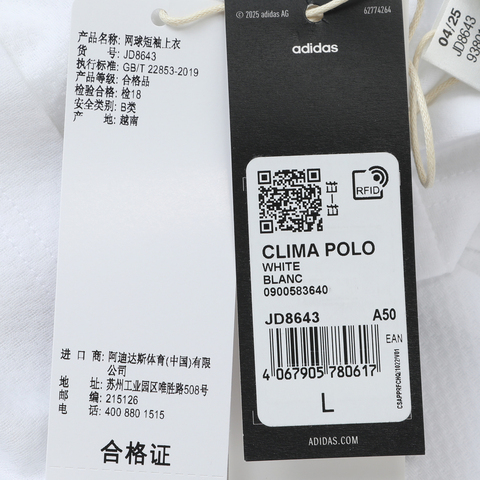 产品名称: 网球短袖上衣
货 号: JD8643
执行标准: GB/T 22853-2019
产品等级: 合格品
检验合格: 检18
安全类别: B类
产 地: 越南
进 口 商: 阿迪达斯体育(中国)有限
公司
地 址: 苏州工业园区唯胜路508号
邮 编: 215126
电 话: 400 880 1515
合格证
© 2025 adidas AG
62774264
adidas
RFID
CLIMA POLO
WHITE
BLANC
0900583640
JD8643 A50
EAN
4 067905 780617
L
ADIDAS.COM
04/25
JD8643